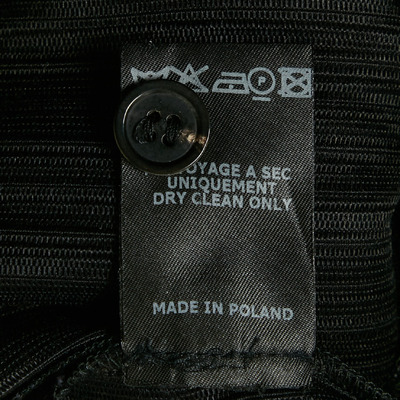 OYAGE A SEC
UNIQUEMENT
DRY CLEAN ONLY
MADE IN POLAND